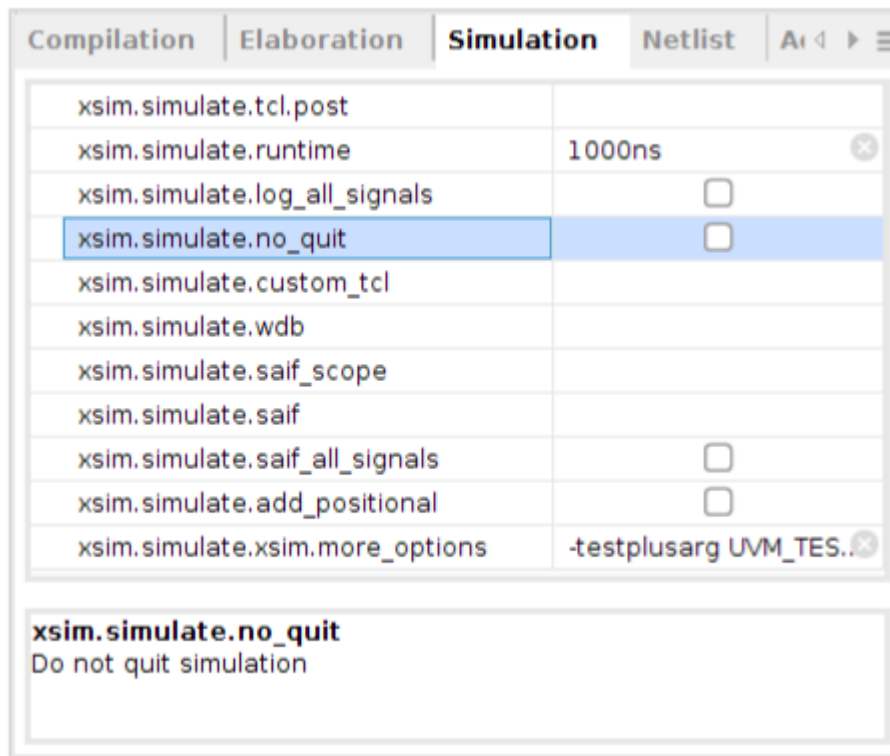 Compilation Elaboration Simulation Netlist
xsim.simulate.tcl.post
xsim.simulate.runtime 1000ns
xsim.simulate.log_all_signals
xsim.simulate.no_quit
xsim.simulate.custom_tcl
xsim.simulate.wdb
xsim.simulate.saif_scope
xsim.simulate.saif
xsim.simulate.saif_all_signals
xsim.simulate.add_positional
xsim.simulate.xsim.more_options -testplusarg UVM_TES..
xsim.simulate.no_quit
Do not quit simulation